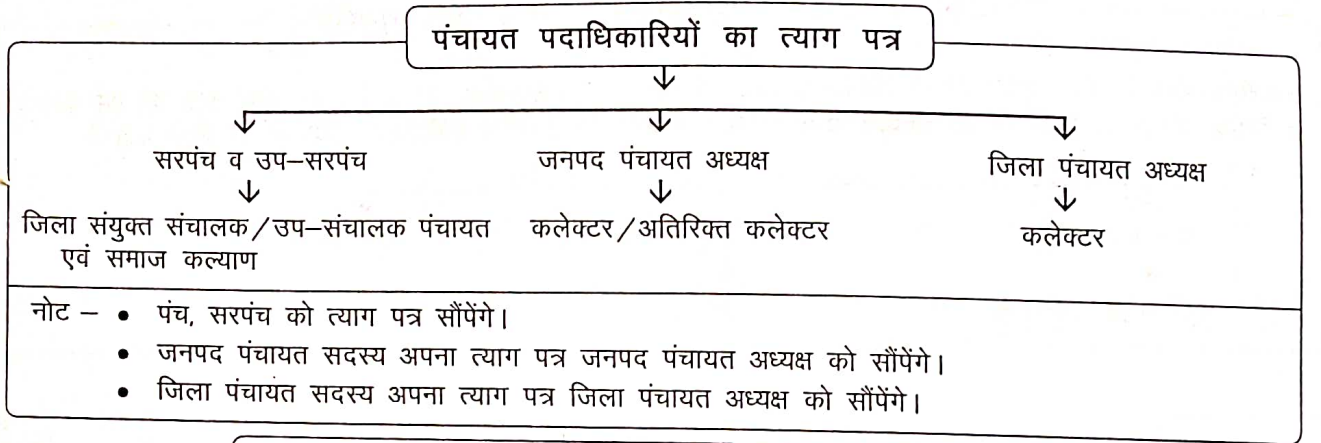 पंचायत पदाधिकारियों का त्याग पत्र
सरपंच व उप–सरपंच
जनपद पंचायत अध्यक्ष
जिला पंचायत अध्यक्ष
जिला संयुक्त संचालक/उप–संचालक पंचायत
एवं समाज कल्याण
कलेक्टर/अतिरिक्त कलेक्टर
कलेक्टर
नोट – • पंच, सरपंच को त्याग पत्र सौंपेंगे।
• जनपद पंचायत सदस्य अपना त्याग पत्र जनपद पंचायत अध्यक्ष को सौंपेंगे।
• जिला पंचायत सदस्य अपना त्याग पत्र जिला पंचायत अध्यक्ष को सौंपेंगे।